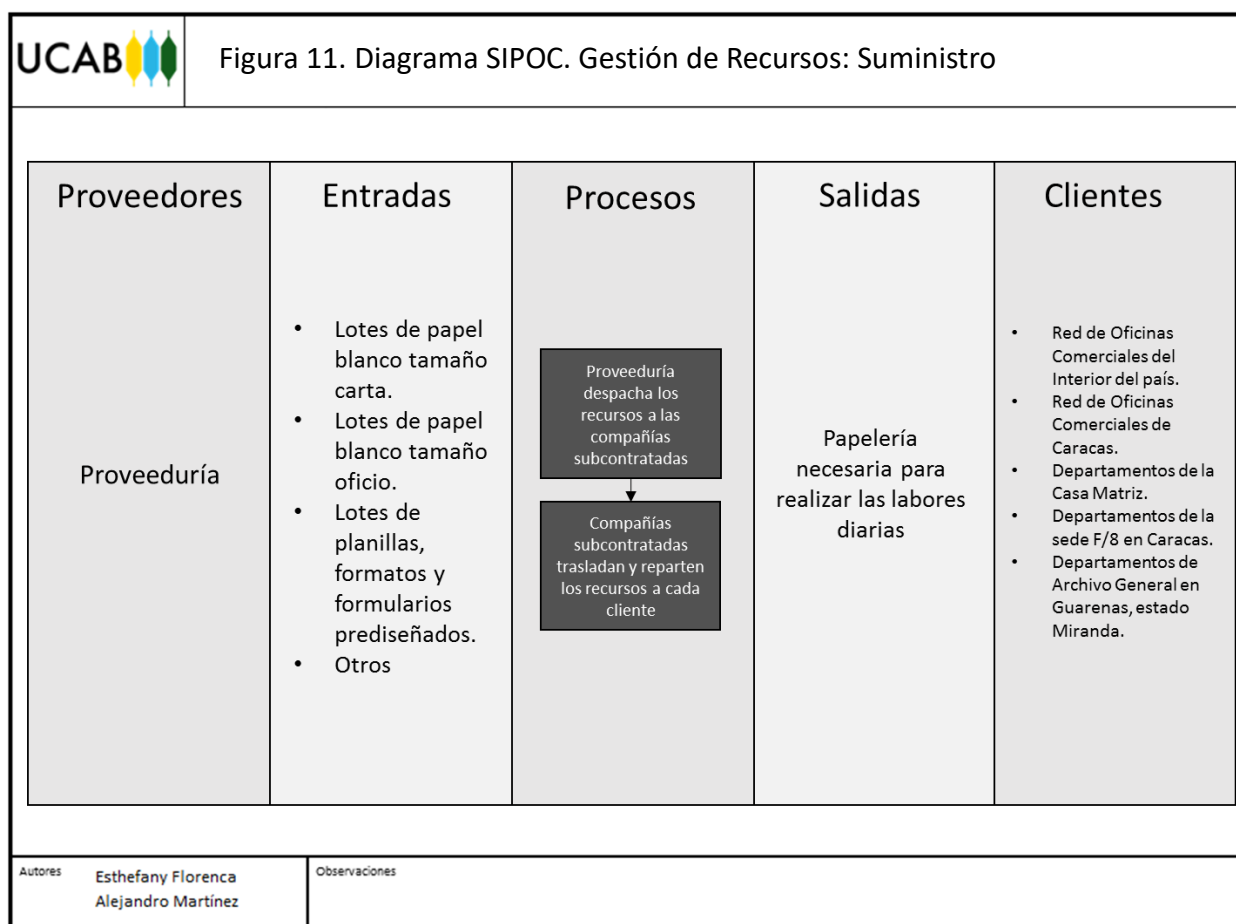 UCAB
Figura 11. Diagrama SIPOC. Gestión de Recursos: Suministro
Proveedores
Proveeduría
Entradas
• Lotes de papel
blanco tamaño
carta.
• Lotes de papel
blanco tamaño
oficio.
• Lotes de
planillas,
formatos y
formularios
prediseñados.
• Otros
Procesos
Proveeduría
despacha los
recursos a las
compañías
subcontratadas
Compañías
subcontratadas
trasladan y reparten
los recursos a cada
cliente
Salidas
Papelería
necesaria para
realizar las labores
diarias
Clientes
• Red de Oficinas
Comerciales del
Interior del país.
• Red de Oficinas
Comerciales de
Caracas.
• Departamentos de la
Casa Matriz.
• Departamentos de la
sede F/8 en Caracas.
• Departamentos de
Archivo General en
Guarenas, estado
Miranda.
Autores
Esthefany Florenca
Alejandro Martínez
Observaciones